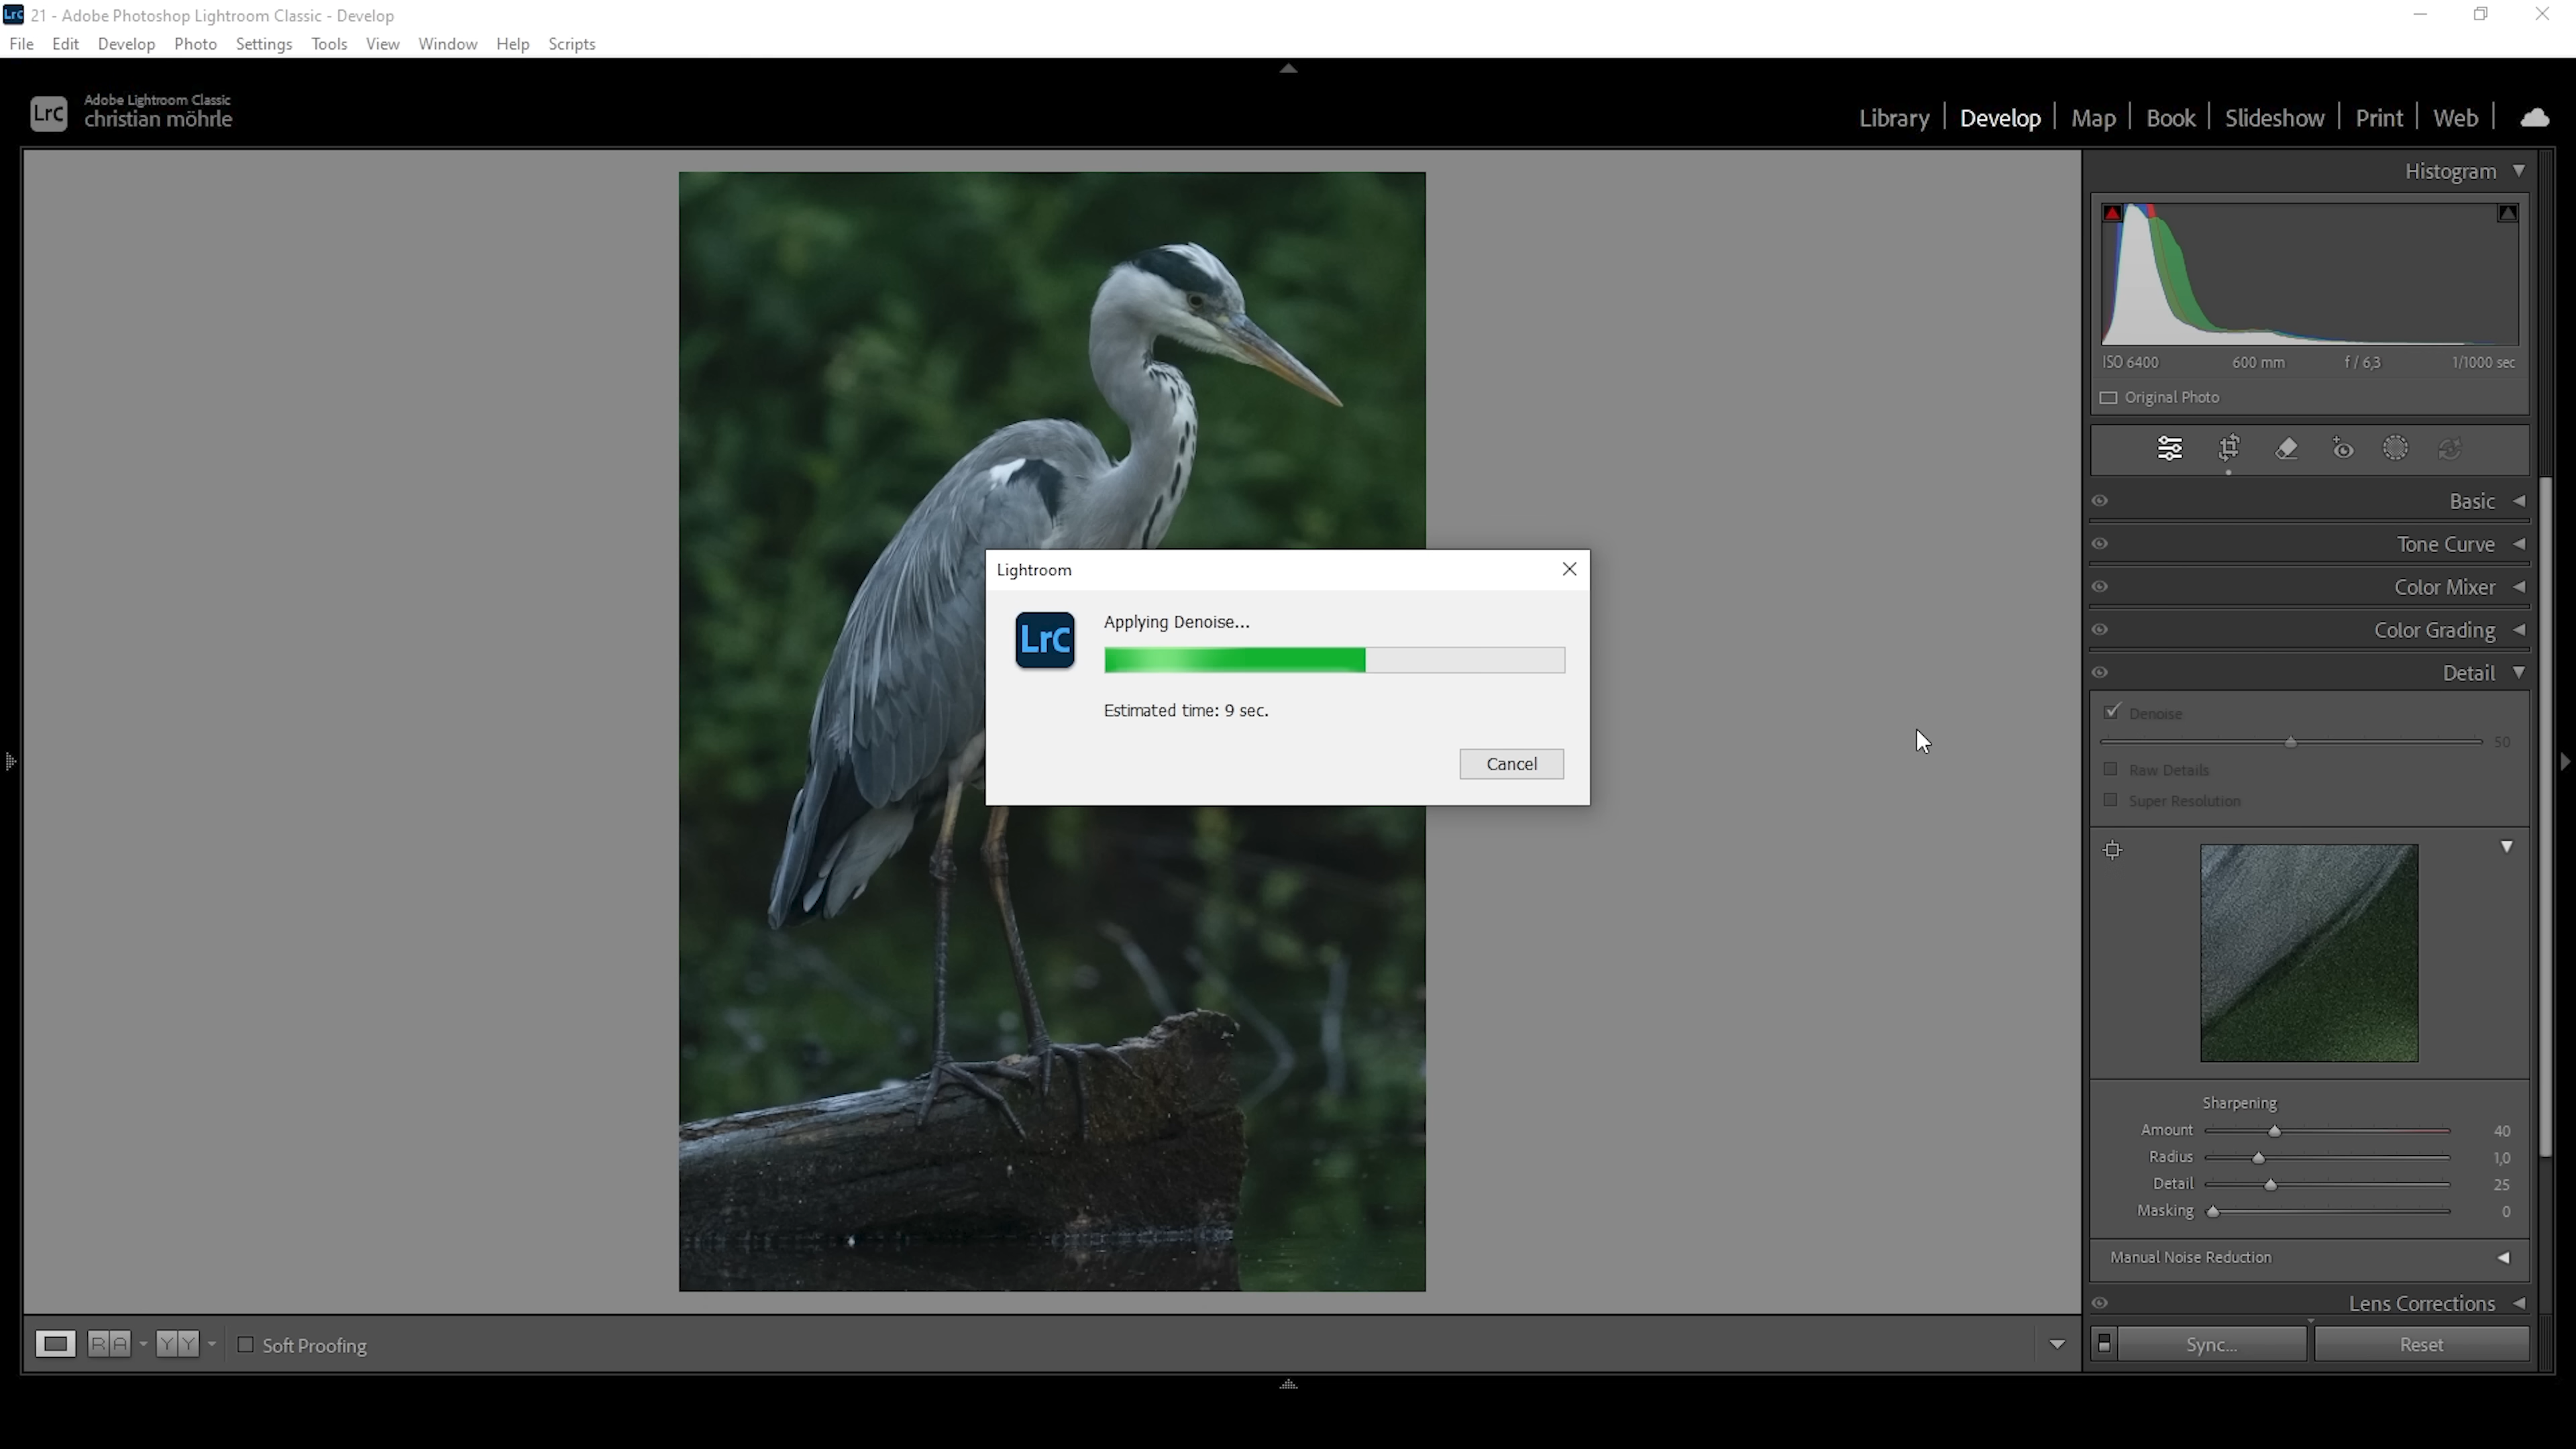 Lrc 21 - Adobe Photoshop Lightroom Classic - Develop
File Edit Develop Photo Settings Tools View Window Help Scripts
LrC
Adobe Lightroom Classic
christian möhrle
Library | Develop | Map | Book | Slideshow | Print | Web |
Histogram
ISO 6400 600 mm f / 6,3 1/1000 sec
Original Photo
Basic
Tone Curve
Color Mixer
Color Grading
Detail
Denoise
50
Raw Details
Super Resolution
Lightroom
LrC
Applying Denoise...
Estimated time: 9 sec.
Cancel
Sharpening
Amount 40
Radius 1,0
Detail 25
Masking 0
Manual Noise Reduction
Lens Corrections
R A Y Y Soft Proofing
Sync... Reset